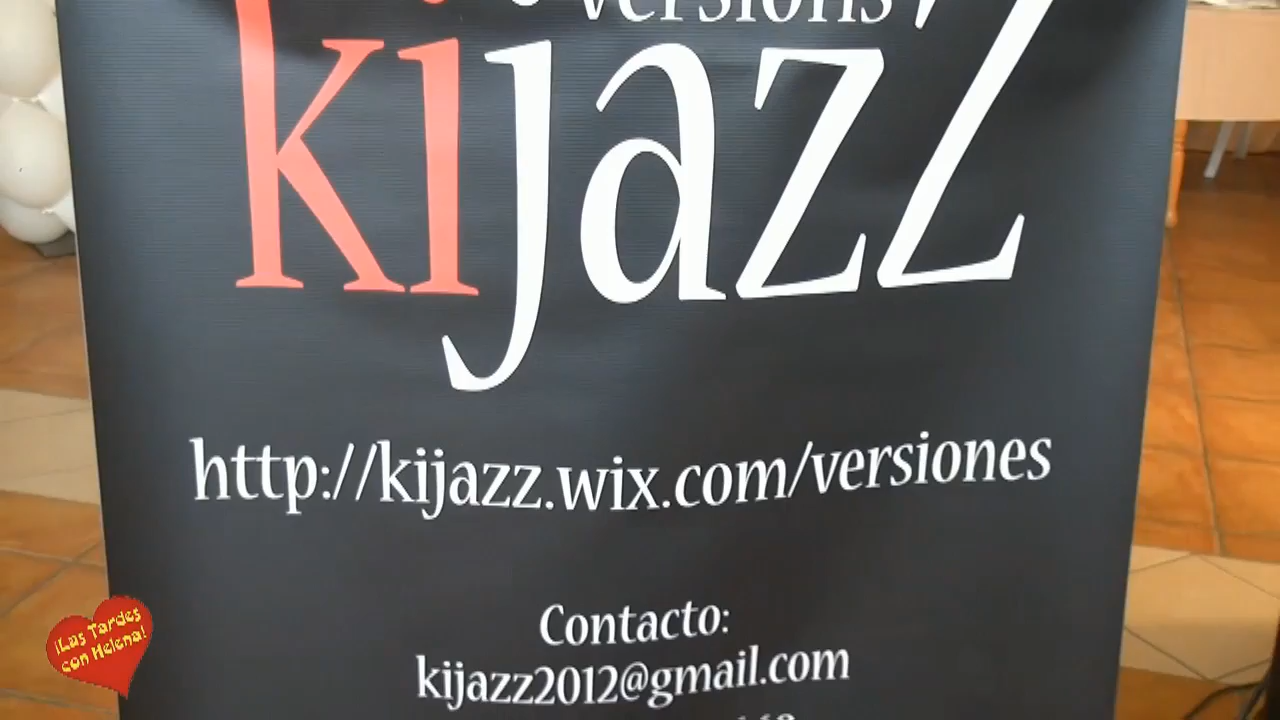 versions
kijazz
http://kijazz.wix.com/versiones
Contacto:
kijazz2012@gmail.com
¡Las Tardes
con Helena!